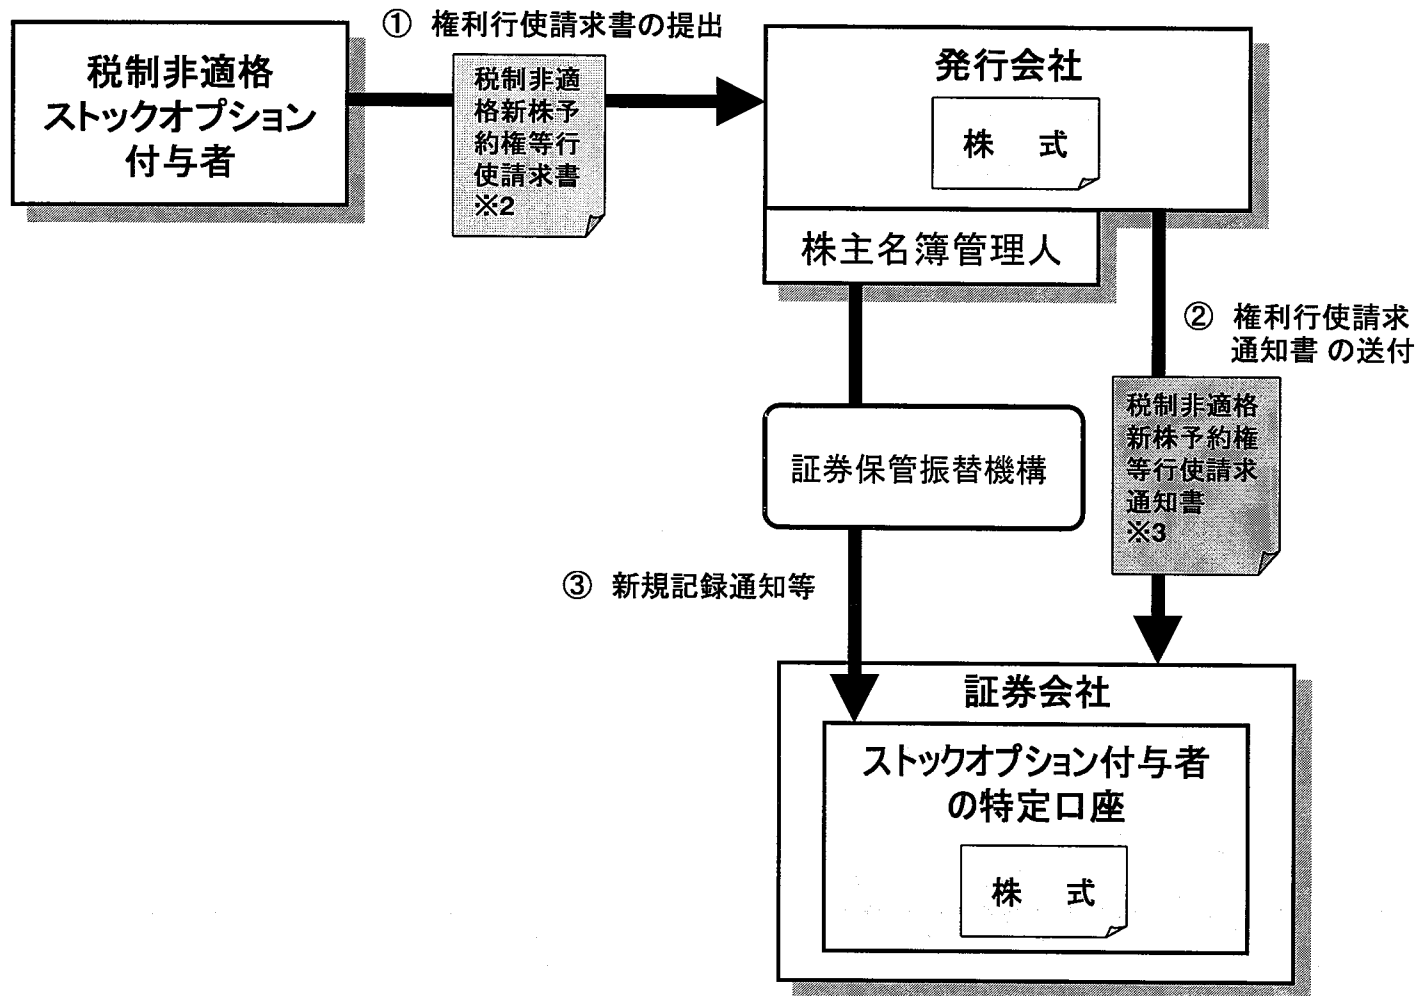 ① 権利行使請求書の提出
税制非適格
ストックオプション
付与者
税制非適
格新株予
約権等行
使請求書
※2
発行会社
株 式
株主名簿管理人
② 権利行使請求
通知書 の送付
税制非適格
新株予約権
等行使請求
通知書
※3
証券保管振替機構
③ 新規記録通知等
証券会社
ストックオプション付与者
の特定口座
株 式